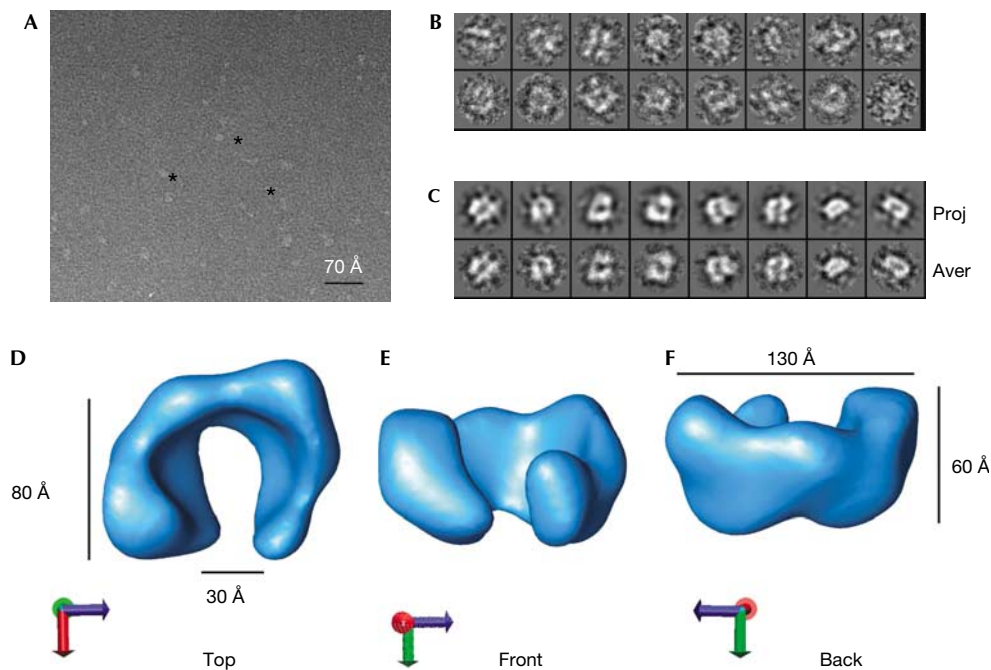 A
* * *
70 Å
B
C
Proj
Aver
D
80 Å
30 Å
Top
E
Front
F
130 Å
60 Å
Back